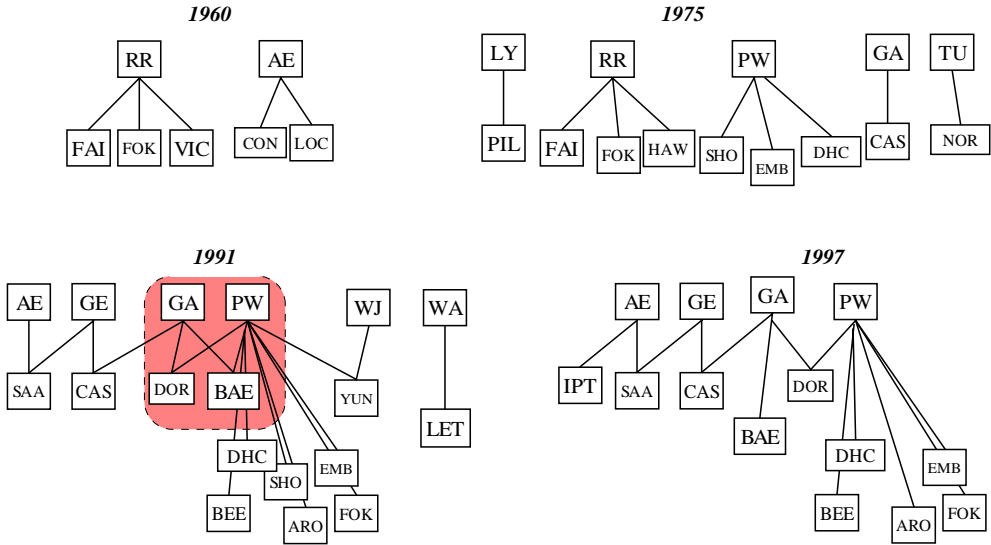 1960
RR AE
FAI FOK VIC CON LOC
1975
LY RR PW GA TU
PIL FAI FOK HAW SHO EMB DHC CAS NOR
1991
AE GE GA PW WJ WA
SAA CAS DOR BAE YUN LET
DHC SHO EMB
BEE ARO FOK
1997
AE GE GA PW
IPT SAA CAS BAE DOR
DHC EMB
BEE ARO FOK